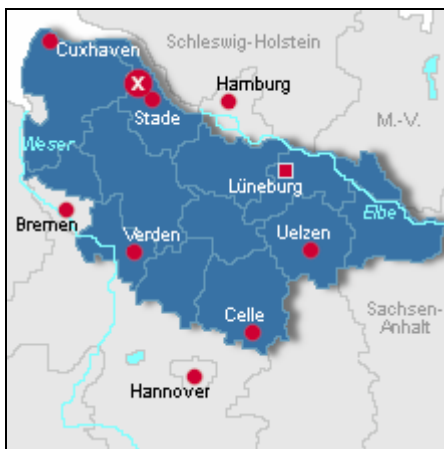 Schleswig-Holstein
Cuxhaven
Hamburg
X
Stade
M.-V.
Weser
Lüneburg
Elbe
Bremen
Verden
Uelzen
Sachsen-
Anhalt
Celle
Hannover